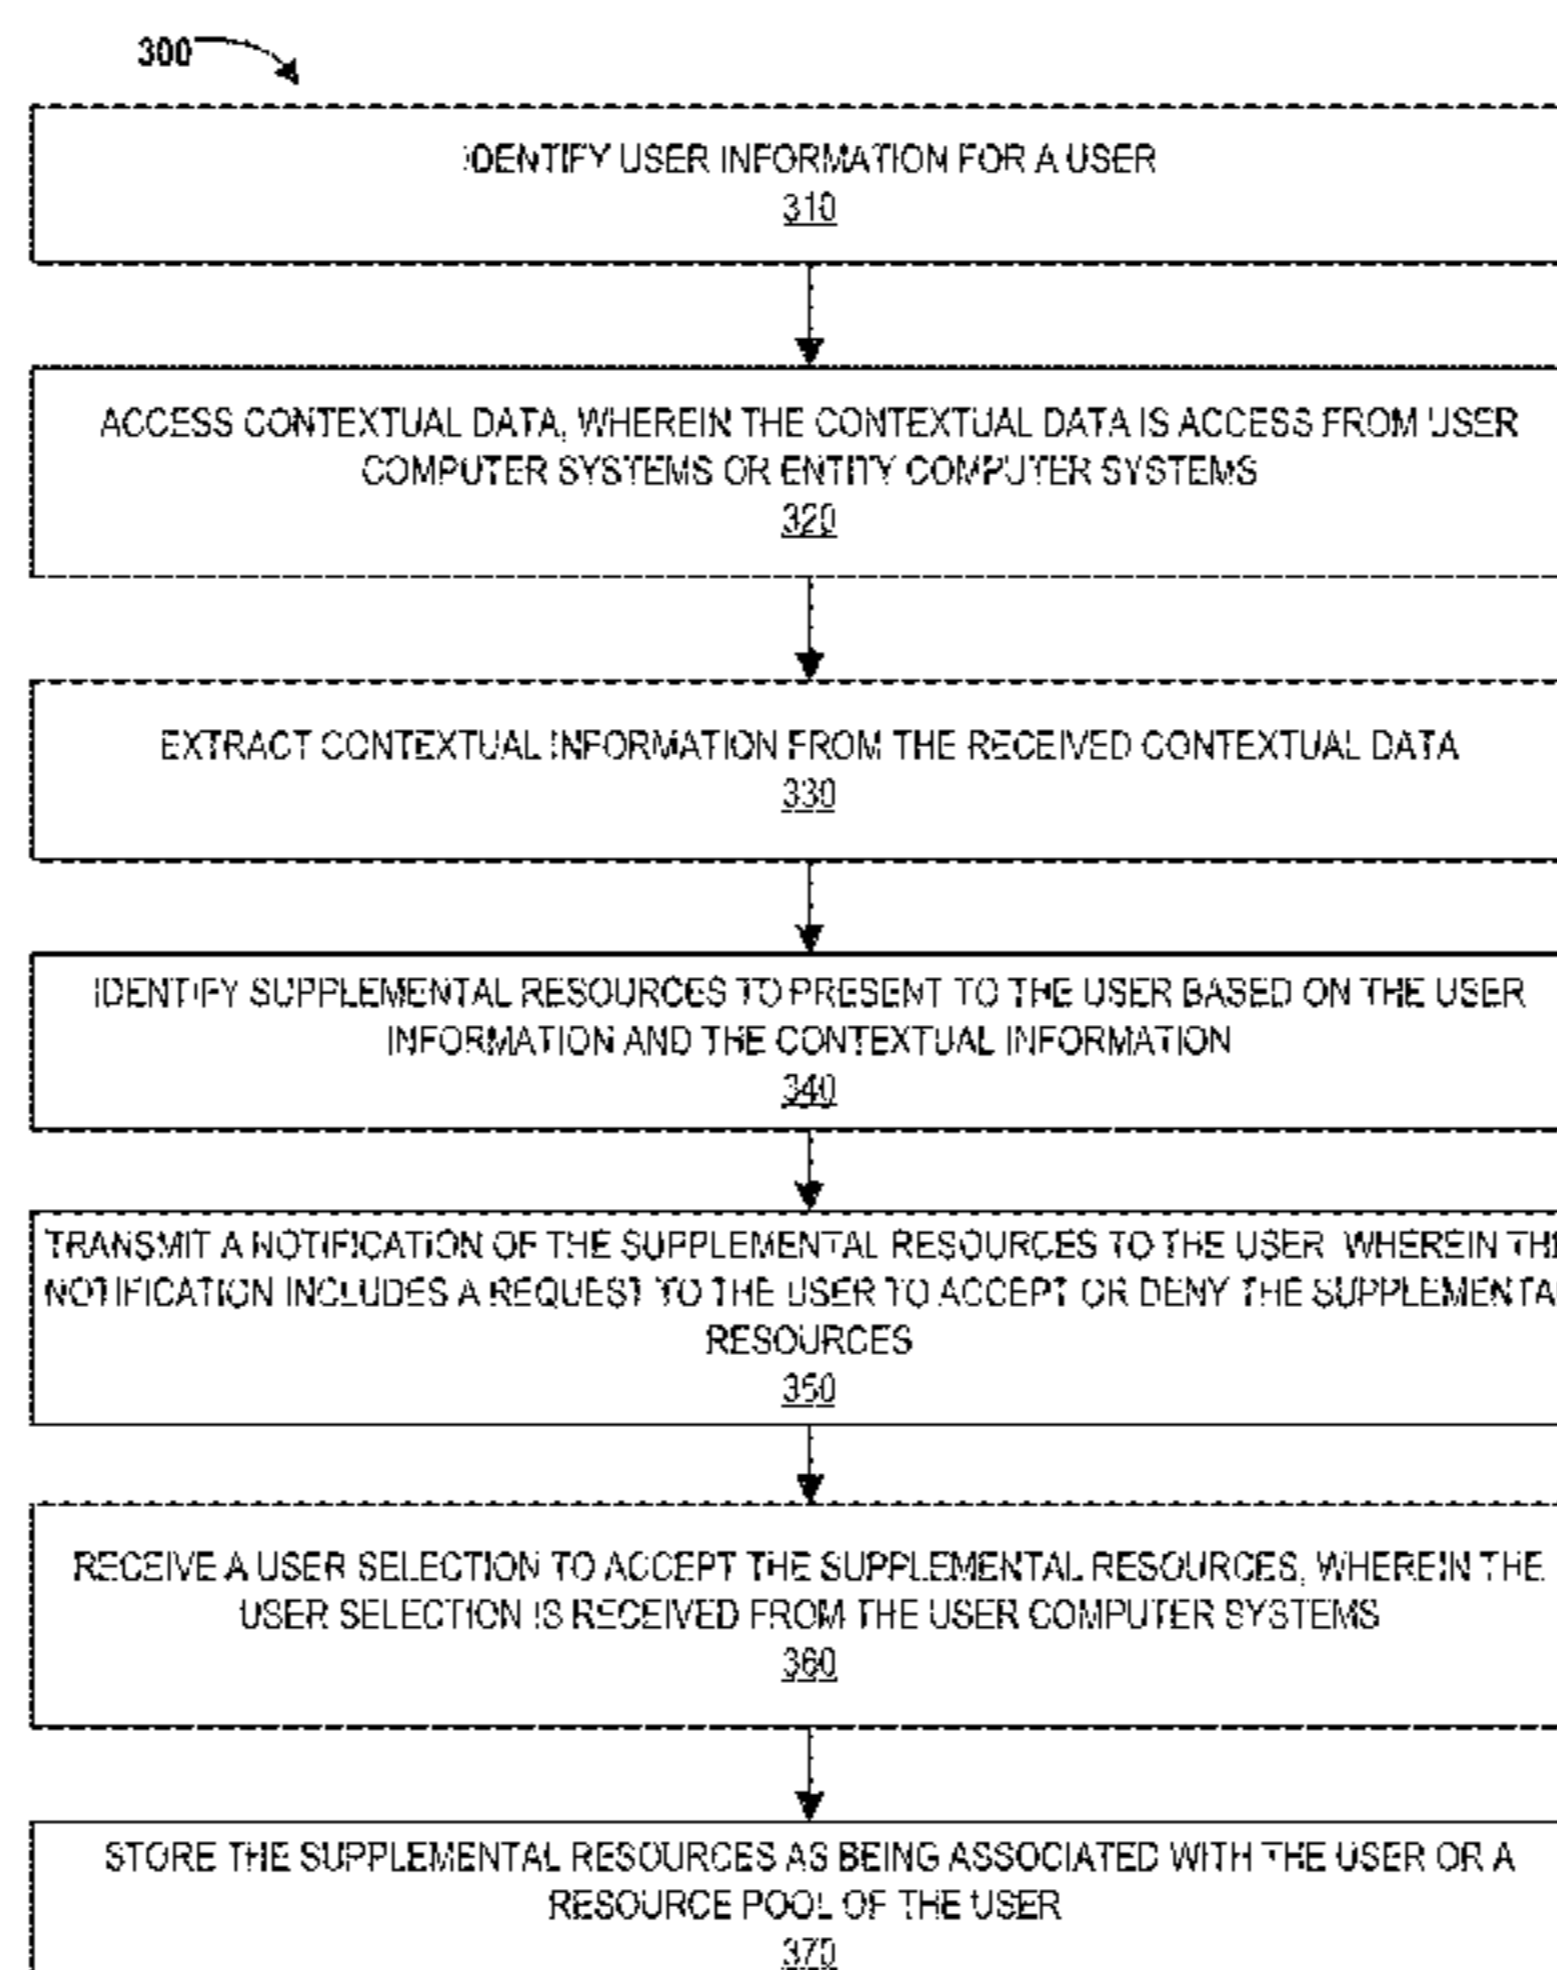 300
IDENTIFY USER INFORMATION FOR A USER
310
ACCESS CONTEXTUAL DATA, WHEREIN THE CONTEXTUAL DATA IS ACCESS FROM USER
COMPUTER SYSTEMS OR ENTITY COMPUTER SYSTEMS
320
EXTRACT CONTEXTUAL INFORMATION FROM THE RECEIVED CONTEXTUAL DATA
330
IDENTIFY SUPPLEMENTAL RESOURCES TO PRESENT TO THE USER BASED ON THE USER
INFORMATION AND THE CONTEXTUAL INFORMATION
340
TRANSMIT A NOTIFICATION OF THE SUPPLEMENTAL RESOURCES TO THE USER WHEREIN THE
NOTIFICATION INCLUDES A REQUEST TO THE USER TO ACCEPT OR DENY THE SUPPLEMENTAL
RESOURCES
350
RECEIVE A USER SELECTION TO ACCEPT THE SUPPLEMENTAL RESOURCES, WHEREIN THE
USER SELECTION IS RECEIVED FROM THE USER COMPUTER SYSTEMS
360
STORE THE SUPPLEMENTAL RESOURCES AS BEING ASSOCIATED WITH THE USER OR A
RESOURCE POOL OF THE USER
370